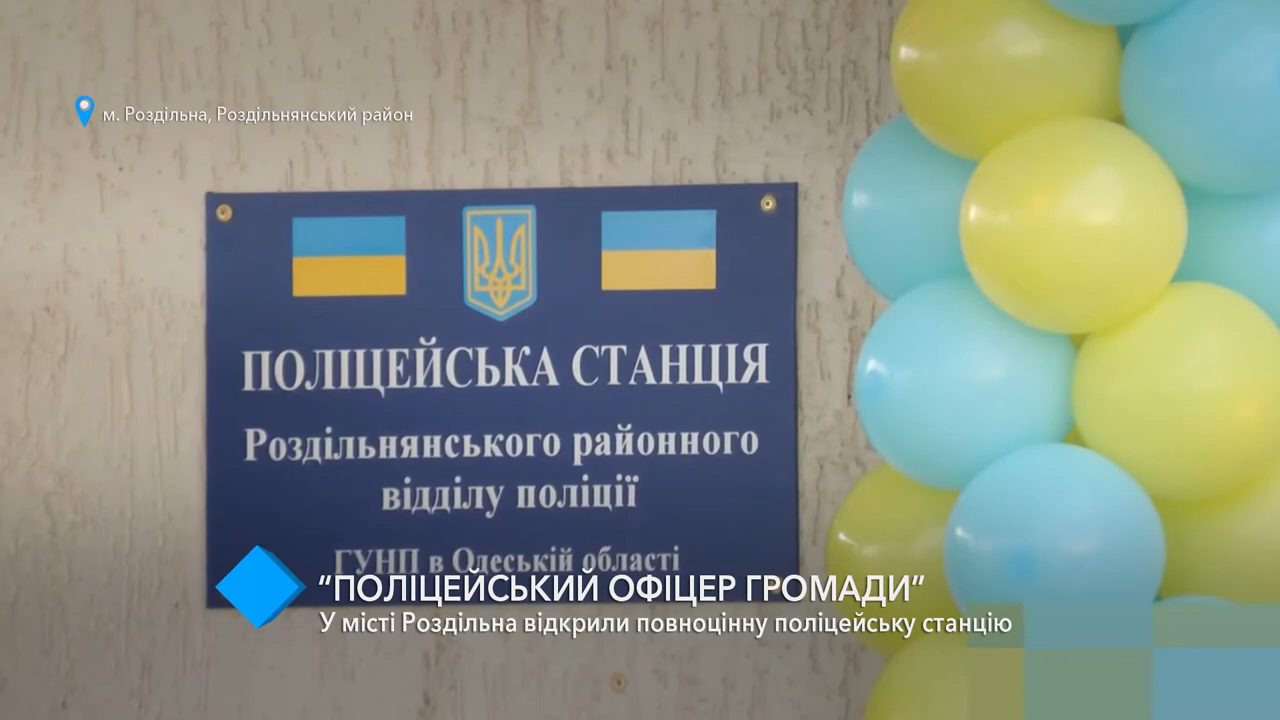 м. Роздільна, Роздільнянський район
ПОЛІЦЕЙСЬКА СТАНЦІЯ
Роздільнянського районного
відділу поліції
ГУНП в Одеській області
“ПОЛІЦЕЙСЬКИЙ ОФІЦЕР ГРОМАДИ”
У місті Роздільна відкрили повноцінну поліцейську станцію